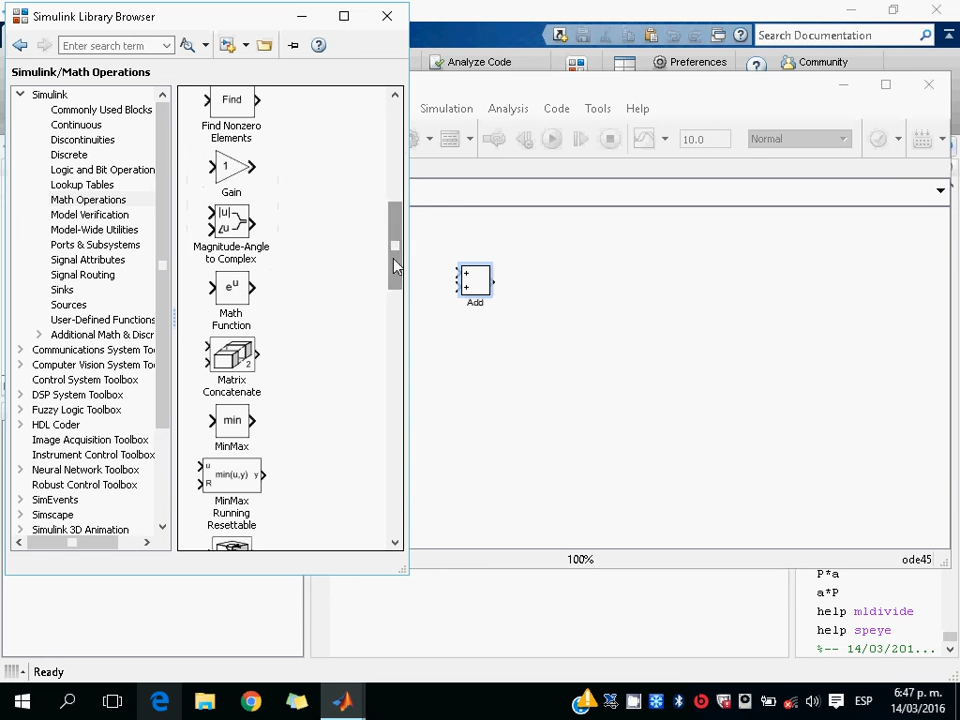 Simulink Library Browser
Enter search term
Simulink/Math Operations
Simulink
Commonly Used Blocks
Continuous
Discontinuities
Discrete
Logic and Bit Operation
Lookup Tables
Math Operations
Model Verification
Model-Wide Utilities
Ports & Subsystems
Signal Attributes
Signal Routing
Sinks
Sources
User-Defined Functions
Additional Math & Discr
Communications System To
Computer Vision System To
Control System Toolbox
DSP System Toolbox
Fuzzy Logic Toolbox
HDL Coder
Image Acquisition Toolbox
Instrument Control Toolbox
Neural Network Toolbox
Robust Control Toolbox
SimEvents
Simscape
Simulink 3D Animation
Find
Find Nonzero
Elements
1
Gain
|u|
∠u
Magnitude-Angle
to Complex
e^u
Math
Function
2
Matrix
Concatenate
min
MinMax
u
min(u,y) y
R
MinMax
Running
Resettable
Search Documentation
Analyze Code
Preferences
Community
Simulation Analysis Code Tools Help
10.0
Normal
+
+
Add
100%
ode45
P*a
a*P
help mldivide
help speye
%-- 14/03/201...
Ready
ESP
6:47 p. m.
14/03/2016